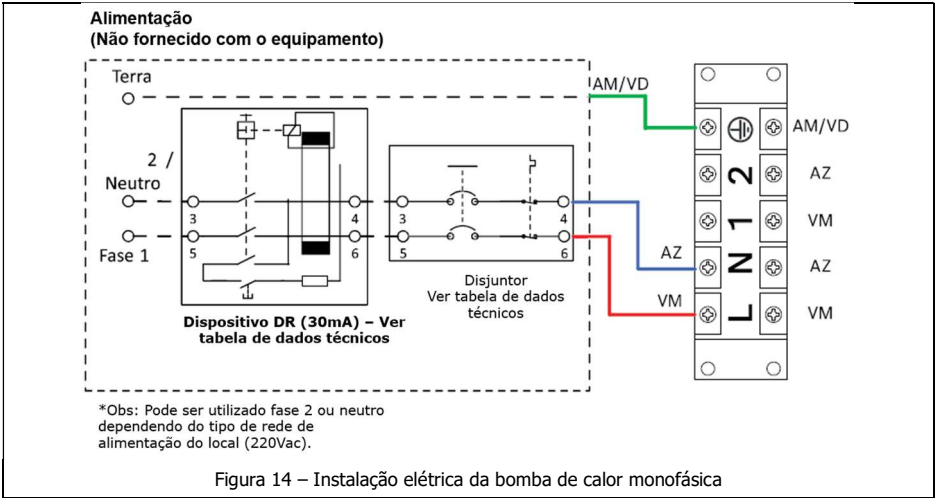 Alimentação
(Não fornecido com o equipamento)
Terra
AM/VD
AM/VD
2 /
Neutro
2
AZ
3
4
3
4
1
VM
Fase 1
5
6
5
6
AZ
N
AZ
Disjuntor
Ver tabela de dados
técnicos
VM
L
VM
Dispositivo DR (30mA) – Ver
tabela de dados técnicos
*Obs: Pode ser utilizado fase 2 ou neutro
dependendo do tipo de rede de
alimentação do local (220Vac).
Figura 14 – Instalação elétrica da bomba de calor monofásica